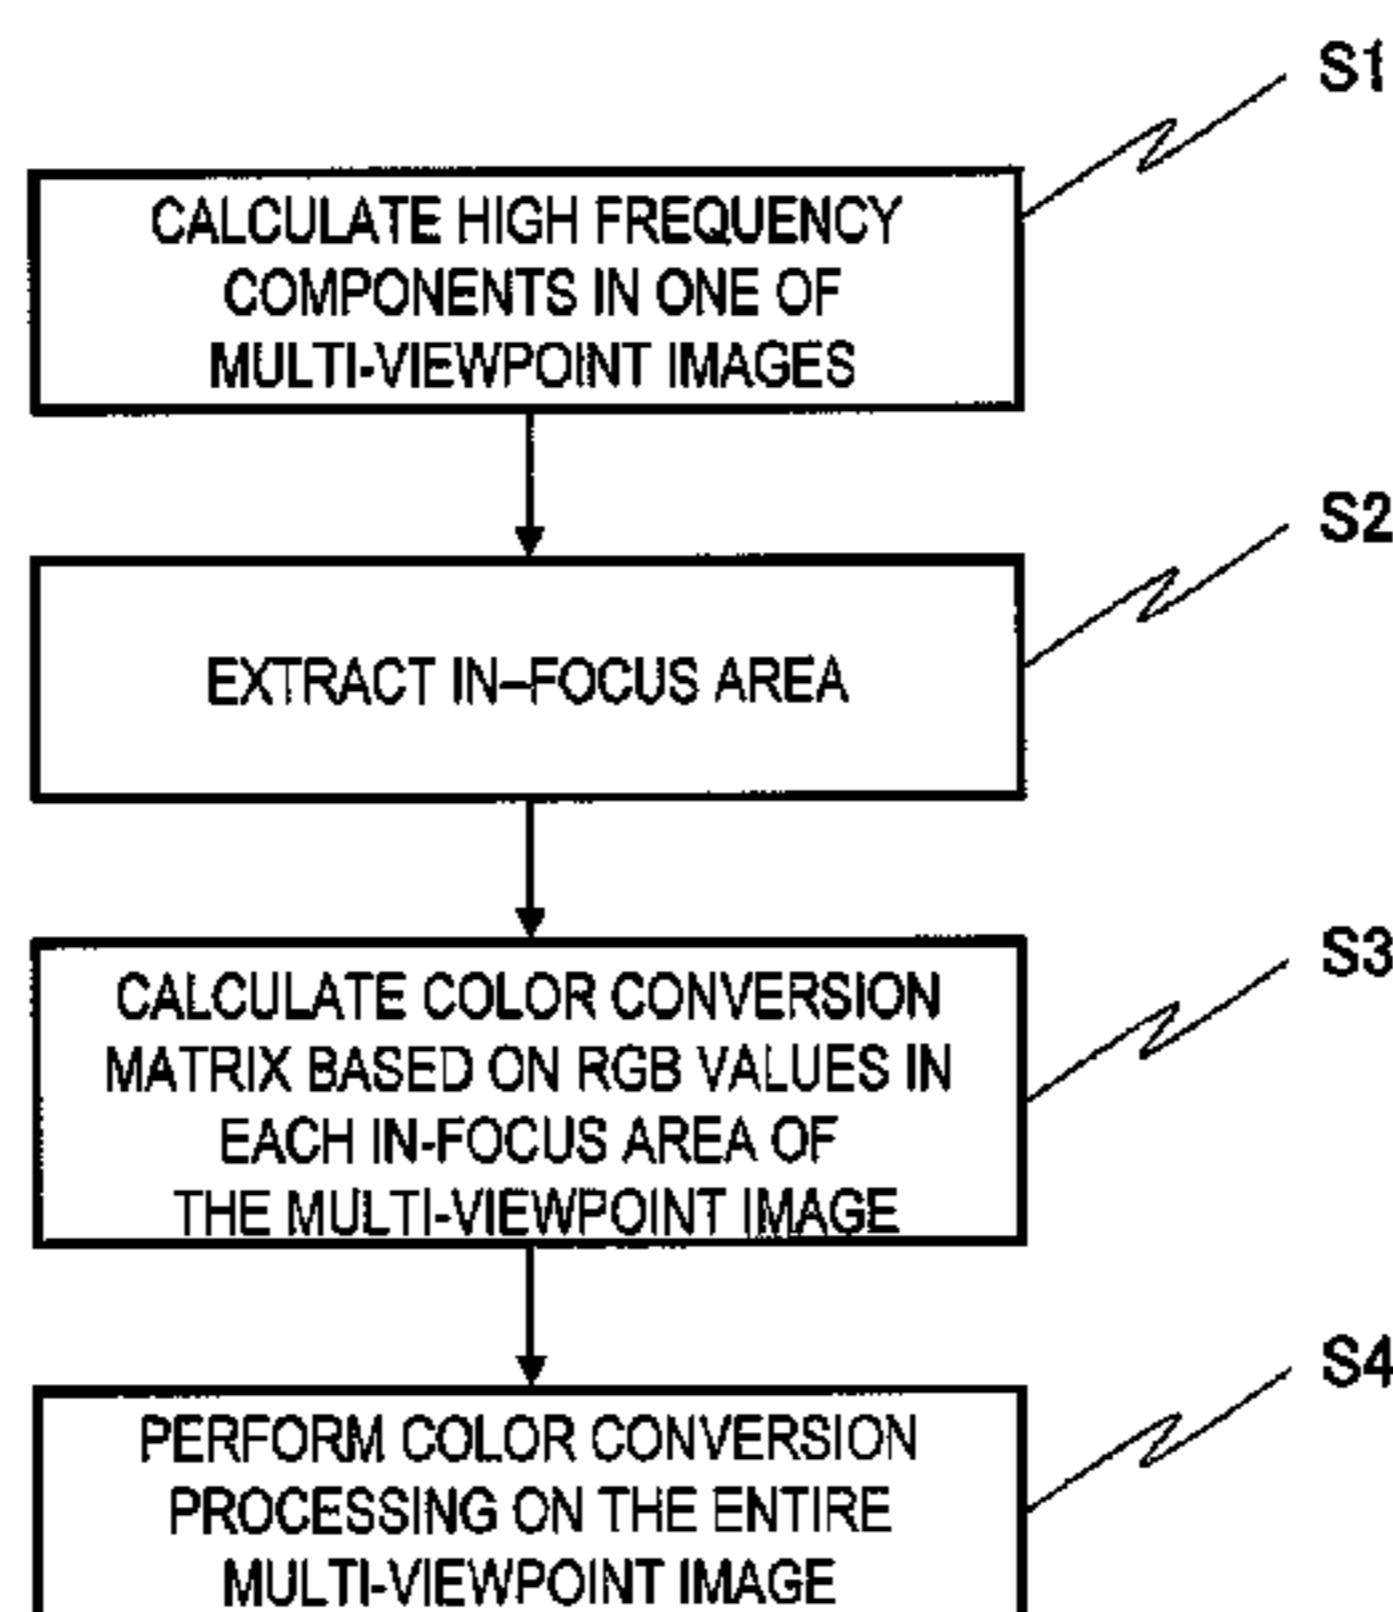 S1
CALCULATE HIGH FREQUENCY
COMPONENTS IN ONE OF
MULTI-VIEWPOINT IMAGES
S2
EXTRACT IN–FOCUS AREA
S3
CALCULATE COLOR CONVERSION
MATRIX BASED ON RGB VALUES IN
EACH IN-FOCUS AREA OF
THE MULTI-VIEWPOINT IMAGE
S4
PERFORM COLOR CONVERSION
PROCESSING ON THE ENTIRE
MULTI-VIEWPOINT IMAGE